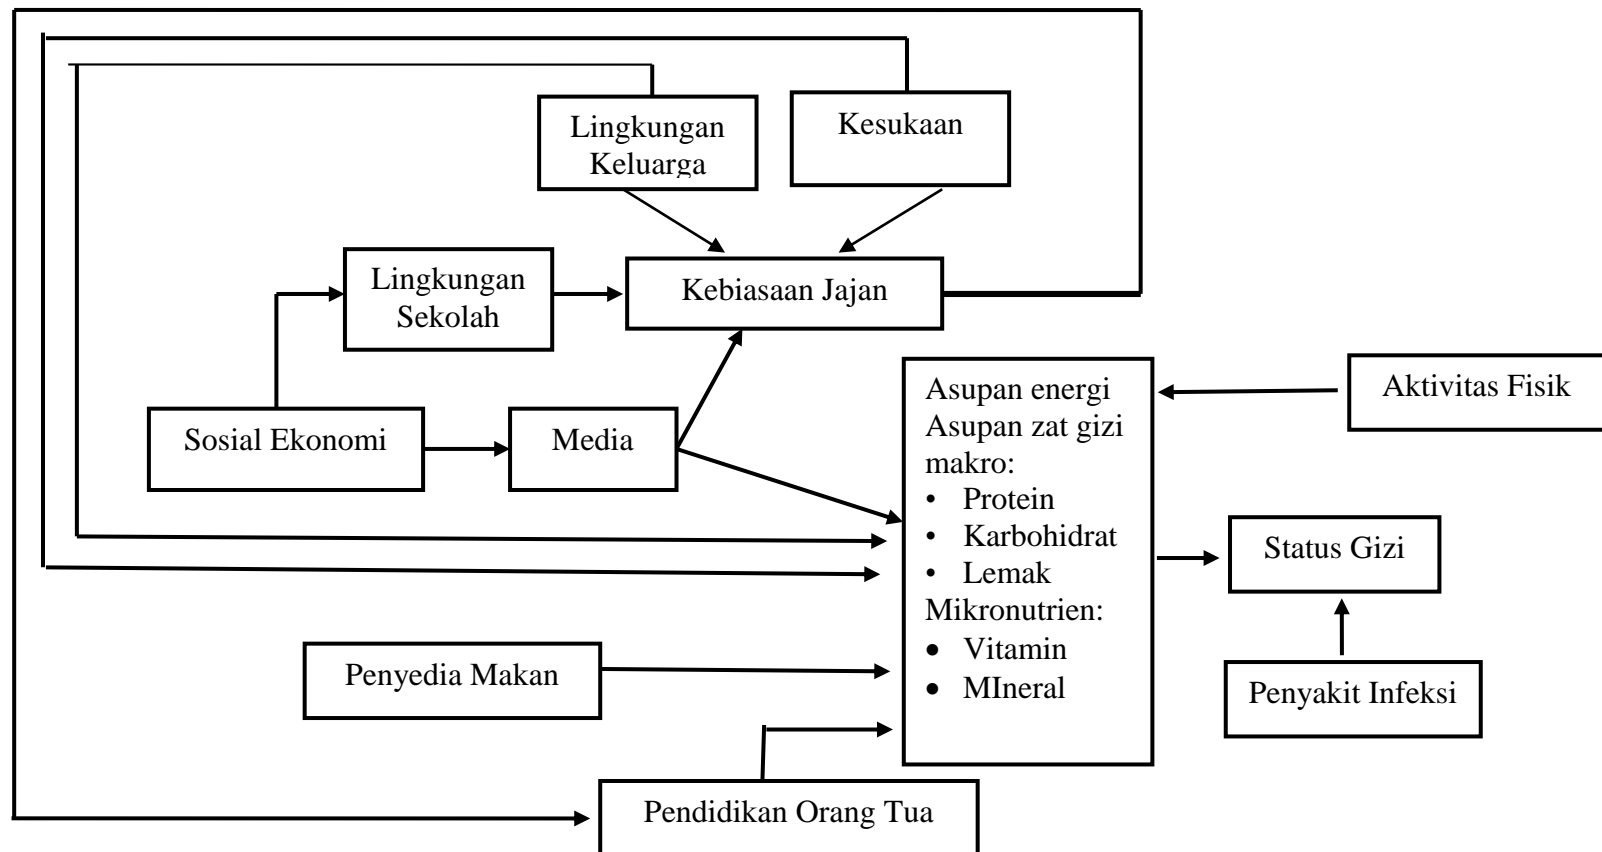 Lingkungan
Keluarga
Kesukaan
Lingkungan
Sekolah
Kebiasaan Jajan
Sosial Ekonomi
Media
Asupan energi
Asupan zat gizi
makro:
• Protein
• Karbohidrat
• Lemak
Mikronutrien:
● Vitamin
● MIneral
Aktivitas Fisik
Status Gizi
Penyakit Infeksi
Penyedia Makan
Pendidikan Orang Tua